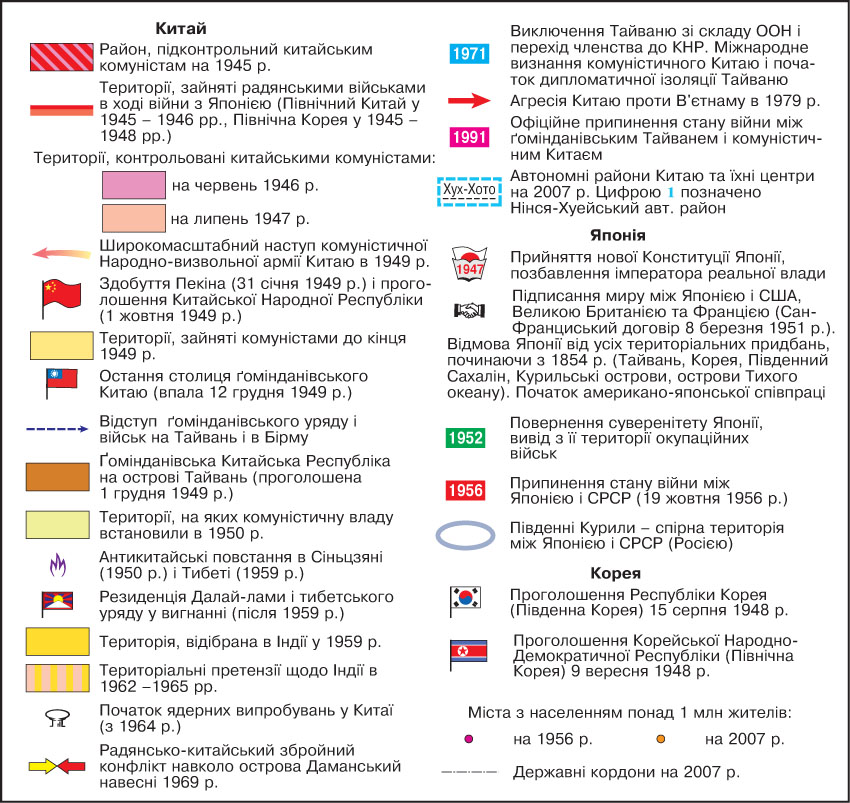 Китай
Район, підконтрольний китайським
комуністам на 1945 р.
Території, зайняті радянськими військами
в ході війни з Японією (Північний Китай у
1945 – 1946 рр., Північна Корея у 1945 –
1948 рр.)
Території, контрольовані китайськими комуністами:
на червень 1946 р.
на липень 1947 р.
Широкомасштабний наступ комуністичної
Народно-визвольної армії Китаю в 1949 р.
Здобуття Пекіна (31 січня 1949 р.) і прого-
лошення Китайської Народної Республіки
(1 жовтня 1949 р.)
Території, зайняті комуністами до кінця
1949 р.
Остання столиця ґомінданівського
Китаю (впала 12 грудня 1949 р.)
Відступ ґомінданівського уряду і
військ на Тайвань і в Бірму
Ґомінданівська Китайська Республіка
на острові Тайвань (проголошена
1 грудня 1949 р.)
Території, на яких комуністичну владу
встановили в 1950 р.
Антикитайські повстання в Сіньцзяні
(1950 р.) і Тибеті (1959 р.)
Резиденція Далай-лами і тибетського
уряду у вигнанні (після 1959 р.)
Територія, відібрана в Індії у 1959 р.
Територіальні претензії щодо Індії в
1962 –1965 рр.
Початок ядерних випробувань у Китаї
(з 1964 р.)
Радянсько-китайський збройний
конфлікт навколо острова Даманський
навесні 1969 р.
Виключення Тайваню зі складу ООН і
перехід членства до КНР. Міжнародне
1971
визнання комуністичного Китаю і поча-
ток дипломатичної ізоляції Тайваню
Агресія Китаю проти В’єтнаму в 1979 р.
Офіційне припинення стану війни між
1991
ґомінданівським Тайванем і комуністич-
ним Китаєм
Автономні райони Китаю та їхні центри
Хух-Хото
на 2007 р. Цифрою 1 позначено
Нінся-Хуейський авт. район
Японія
Прийняття нової Конституції Японії,
1947
позбавлення імператора реальної влади
Підписання миру між Японією і США,
Великою Британією та Францією (Сан-
Франциський договір 8 березня 1951 р.).
Відмова Японії від усіх територіальних придбань,
починаючи з 1854 р. (Тайвань, Корея, Південний
Сахалін, Курильські острови, острови Тихого
океану). Початок американо-японської співпраці
Повернення суверенітету Японії,
1952
вивід з її території окупаційних
військ
Припинення стану війни між
1956
Японією і СРСР (19 жовтня 1956 р.)
Південні Курили – спірна територія
між Японією і СРСР (Росією)
Корея
Проголошення Республіки Корея
(Південна Корея) 15 серпня 1948 р.
Проголошення Корейської Народно-
Демократичної Республіки (Північна
Корея) 9 вересня 1948 р.
Міста з населенням понад 1 млн жителів:
на 1956 р.
на 2007 р.
Державні кордони на 2007 р.